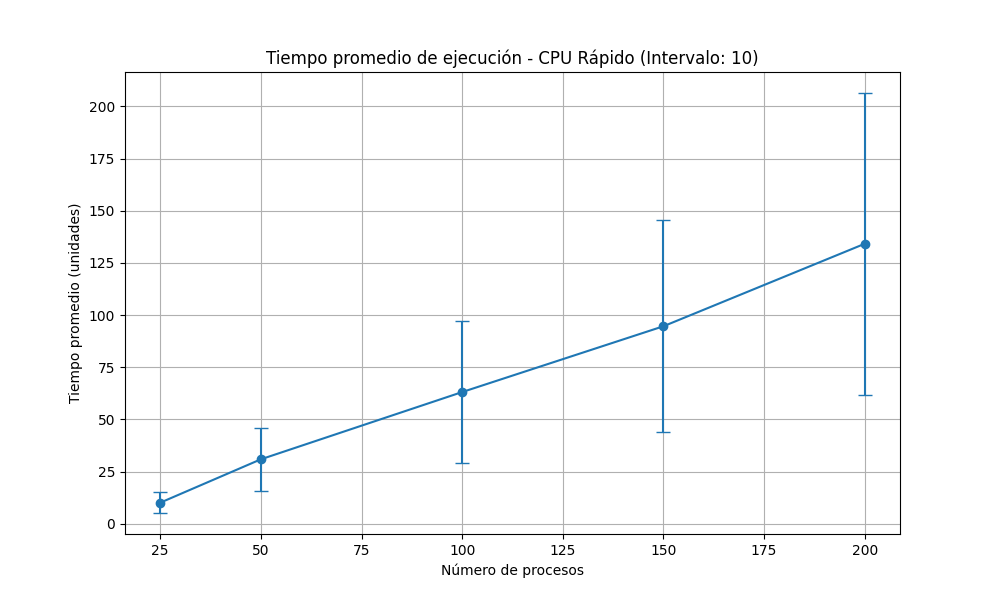 Tiempo promedio de ejecución - CPU Rápido (Intervalo: 10)
Tiempo promedio (unidades)
200
175
150
125
100
75
50
25
0
25 50 75 100 125 150 175 200
Número de procesos